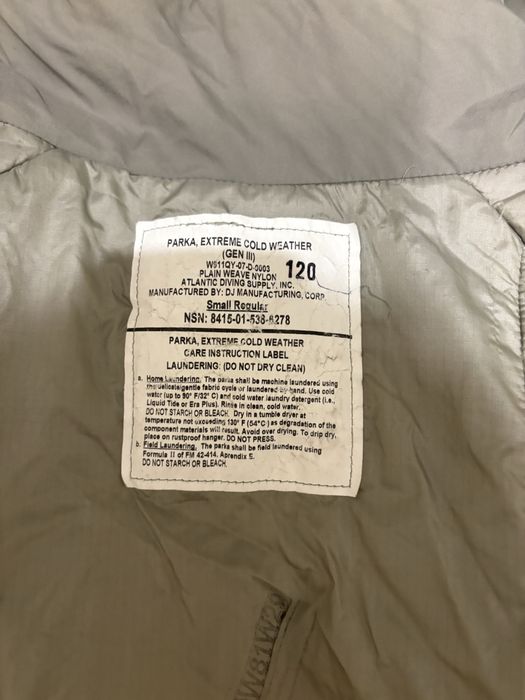 PARKA, EXTREME COLD WEATHER
(GEN III)
W911QY-07-D-0003
PLAIN WEAVE NYLON 120
ATLANTIC DIVING SUPPLY, INC.
MANUFACTURED BY: DJ MANUFACTURING, CORP.
Small Regular
NSN: 8415-01-538-6278
PARKA, EXTREME COLD WEATHER
CARE INSTRUCTION LABEL
LAUNDERING: (DO NOT DRY CLEAN)
a. Home Laundering. The parka shall be machine laundered using
the delicate/gentle fabric cycle or laundered by-hand. Use cold
water (up to 90° F/32° C) and cold water laundry detergent (i.e.,
Liquid Tide or Era Plus). Rinse in clean, cold water.
DO NOT STARCH OR BLEACH. Dry in a tumble dryer at
temperature not exceeding 130° F (54°C) as degradation of the
component materials will result. Avoid over drying. To drip dry,
place on rustproof hanger. DO NOT PRESS.
b. Field Laundering. The parka shall be field laundered using
Formula II of FM 42-414, Appendix E.
DO NOT STARCH OR BLEACH.
W81W2